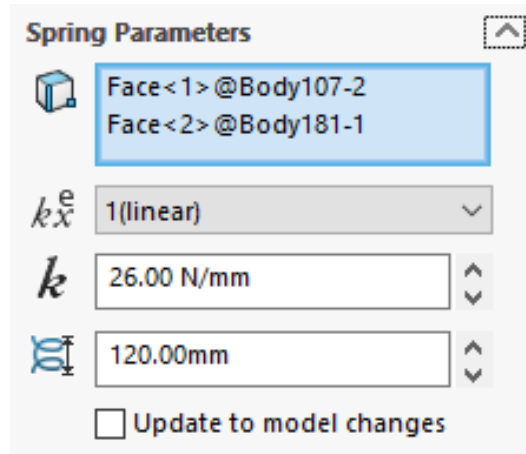 Spring Parameters
Face<1>@Body107-2
Face<2>@Body181-1
kx^e 1(linear)
k 26.00 N/mm
120.00mm
Update to model changes